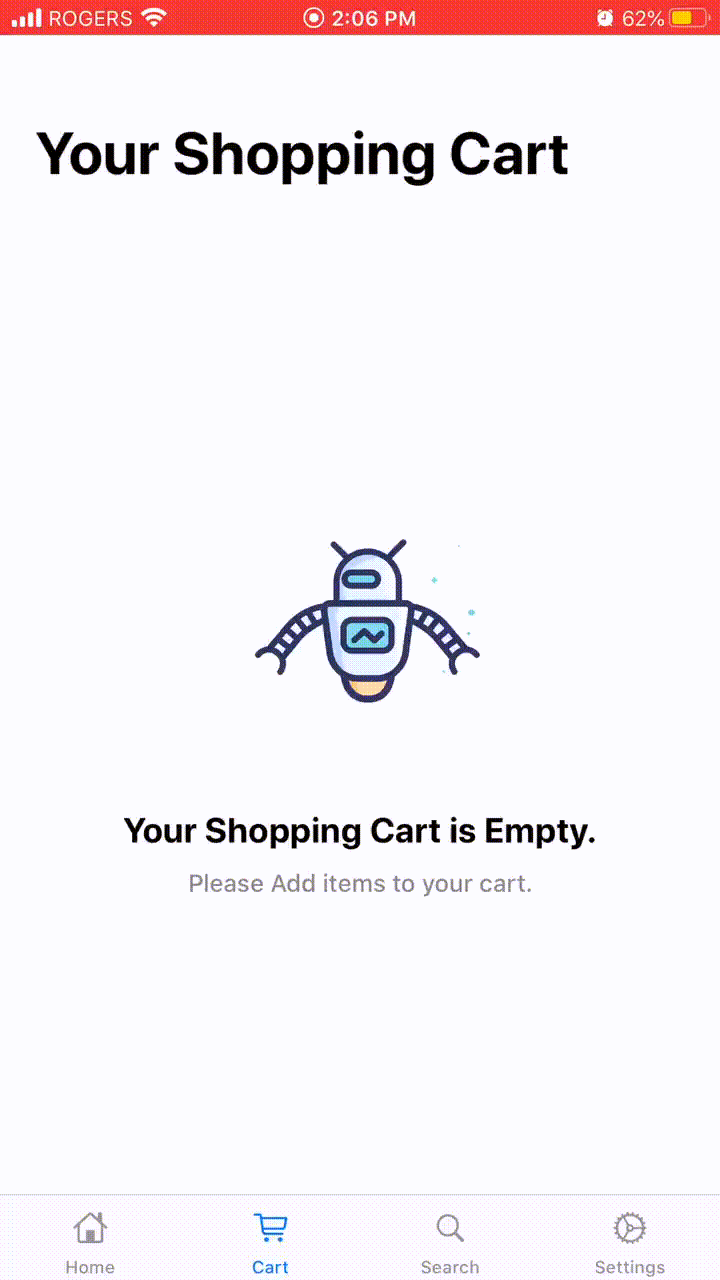 ROGERS 2:06 PM 62%
Your Shopping Cart
Your Shopping Cart is Empty.
Please Add items to your cart.
Home Cart Search Settings